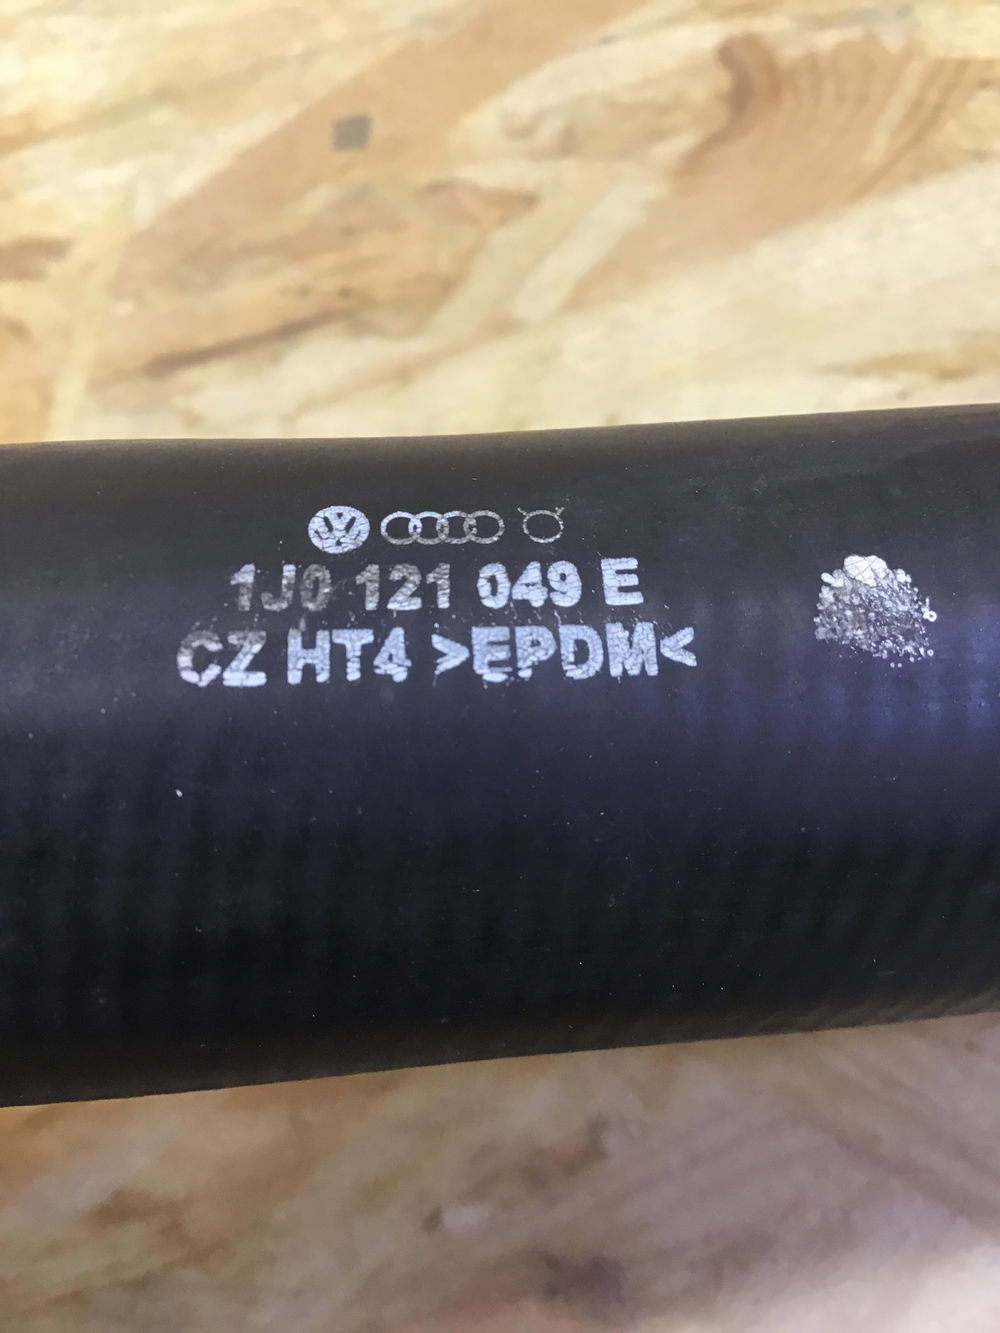 1J0 121 049 E
CZ HT4 >EPDM<